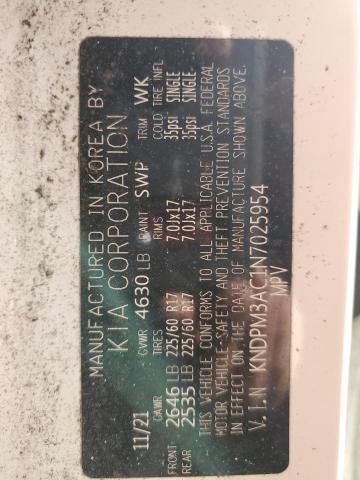 MANUFACTURED IN KOREA BY
KIA CORPORATION
11/21 GVWR 4630 LB PAINT SWP TRIM WK
GAWR TIRES RIMS COLD TIRE INFL
FRONT 2646 LB 225/60 R17 7.0Jx17 35psi SINGLE
REAR 2535 LB 225/60 R17 7.0Jx17 35psi SINGLE
THIS VEHICLE CONFORMS TO ALL APPLICABLE U.S.A. FEDERAL
MOTOR VEHICLE-SAFETY AND THEFT PREVENTION STANDARDS
IN EFFECT ON THE DATE OF MANUFACTURE SHOWN ABOVE.
V.I.N KNDPM3AC1N7025954
MPV